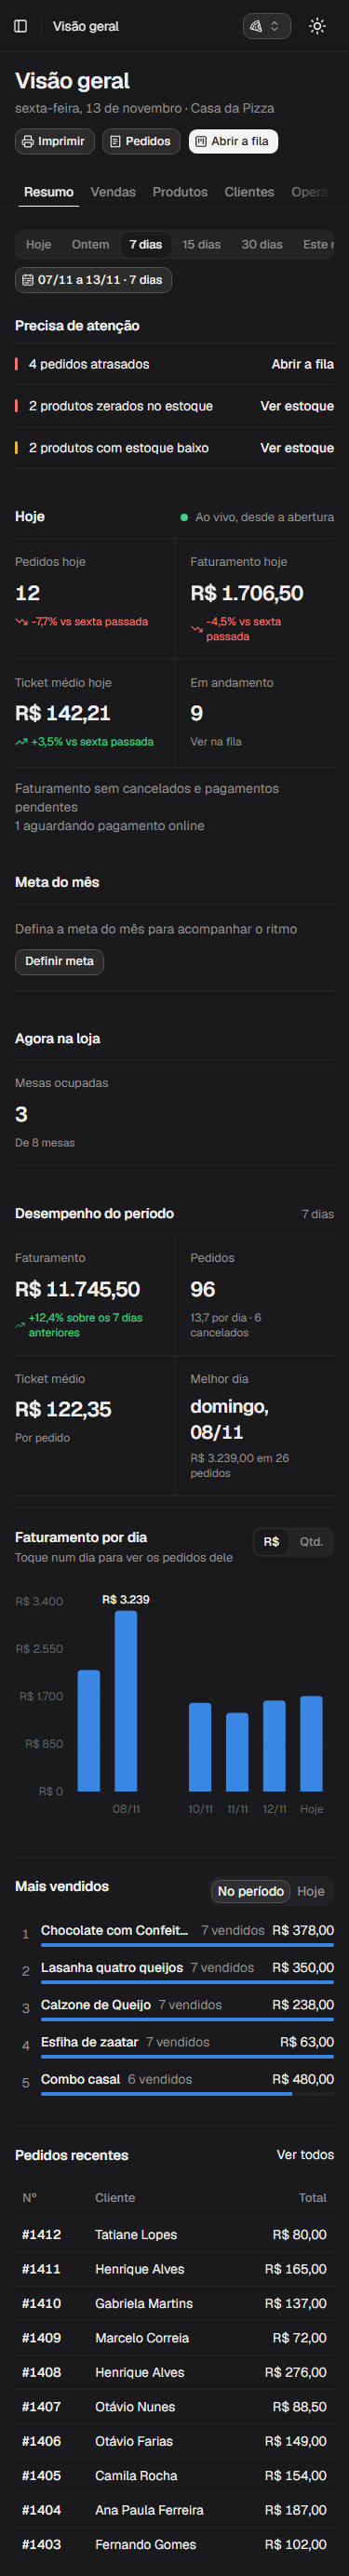 Visão geral
Visão geral
sexta-feira, 13 de novembro · Casa da Pizza
Imprimir
Pedidos
Abrir a fila
Resumo Vendas Produtos Clientes
Hoje Ontem 7 dias 15 dias 30 dias Este
07/11 a 13/11 · 7 dias
Precisa de atenção
4 pedidos atrasados Abrir a fila
2 produtos zerados no estoque Ver estoque
2 produtos com estoque baixo Ver estoque
Hoje Ao vivo, desde a abertura
Pedidos hoje
12
-7,7% vs sexta passada
Faturamento hoje
R$ 1.706,50
-4,5% vs sexta
passada
Ticket médio hoje
R$ 142,21
+3,5% vs sexta passada
Em andamento
9
Ver na fila
Faturamento sem cancelados e pagamentos
pendentes
1 aguardando pagamento online
Meta do mês
Defina a meta do mês para acompanhar o ritmo
Definir meta
Agora na loja
Mesas ocupadas
3
De 8 mesas
Desempenho do período 7 dias
Faturamento
R$ 11.745,50
+12,4% sobre os 7 dias
anteriores
Pedidos
96
13,7 por dia · 6
cancelados
Ticket médio
R$ 122,35
Por pedido
Melhor dia
domingo,
08/11
R$ 3.239,00 em 26
pedidos
Faturamento por dia
Toque num dia para ver os pedidos dele
R$ Qtd.
R$ 3.239
R$ 3.400
R$ 2.550
R$ 1.700
R$ 850
R$ 0
08/11 10/11 11/11 12/11 Hoje
Mais vendidos No período Hoje
1 Chocolate com Confeit... 7 vendidos R$ 378,00
2 Lasanha quatro queijos 7 vendidos R$ 350,00
3 Calzone de Queijo 7 vendidos R$ 238,00
4 Esfiha de zaatar 7 vendidos R$ 63,00
5 Combo casal 6 vendidos R$ 480,00
Pedidos recentes Ver todos
Nº Cliente Total
#1412 Tatiane Lopes R$ 80,00
#1411 Henrique Alves R$ 165,00
#1410 Gabriela Martins R$ 137,00
#1409 Marcelo Correia R$ 72,00
#1408 Henrique Alves R$ 276,00
#1407 Otávio Nunes R$ 88,50
#1406 Otávio Farias R$ 149,00
#1405 Camila Rocha R$ 154,00
#1404 Ana Paula Ferreira R$ 187,00
#1403 Fernando Gomes R$ 102,00